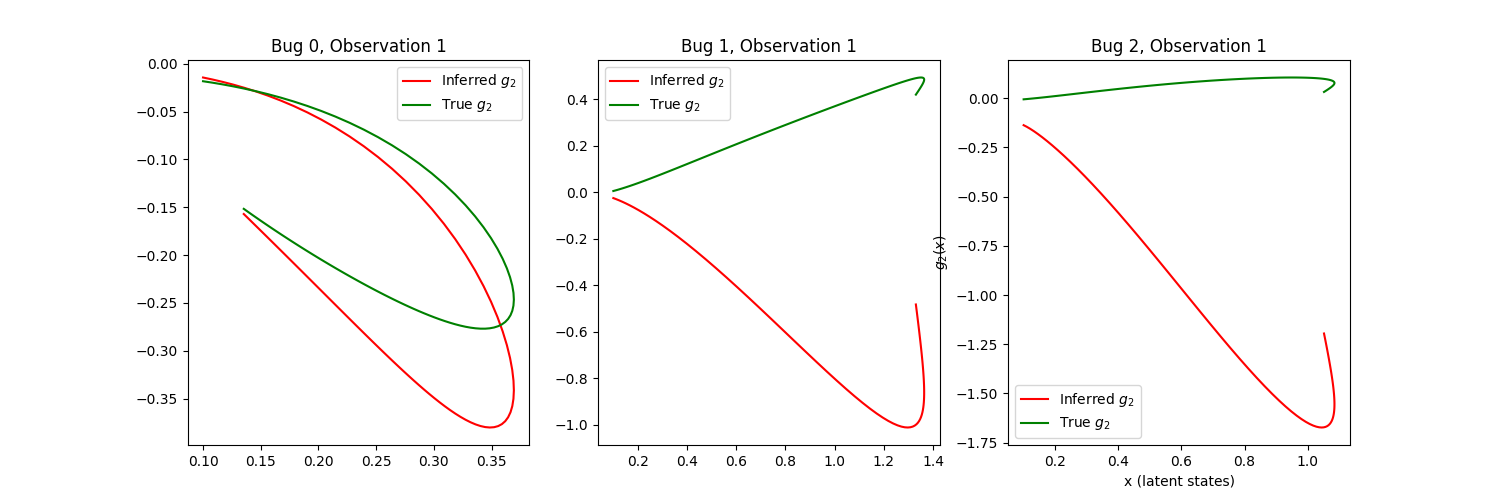 Bug 0, Observation 1
0.00
−0.05
−0.10
−0.15
−0.20
−0.25
−0.30
−0.35
0.10 0.15 0.20 0.25 0.30 0.35
Inferred g₂
True g₂
Bug 1, Observation 1
0.4
0.2
0.0
−0.2
−0.4
−0.6
−0.8
−1.0
0.2 0.4 0.6 0.8 1.0 1.2 1.4
Inferred g₂
True g₂
Bug 2, Observation 1
g₂(x)
0.00
−0.25
−0.50
−0.75
−1.00
−1.25
−1.50
−1.75
0.2 0.4 0.6 0.8 1.0
x (latent states)
Inferred g₂
True g₂